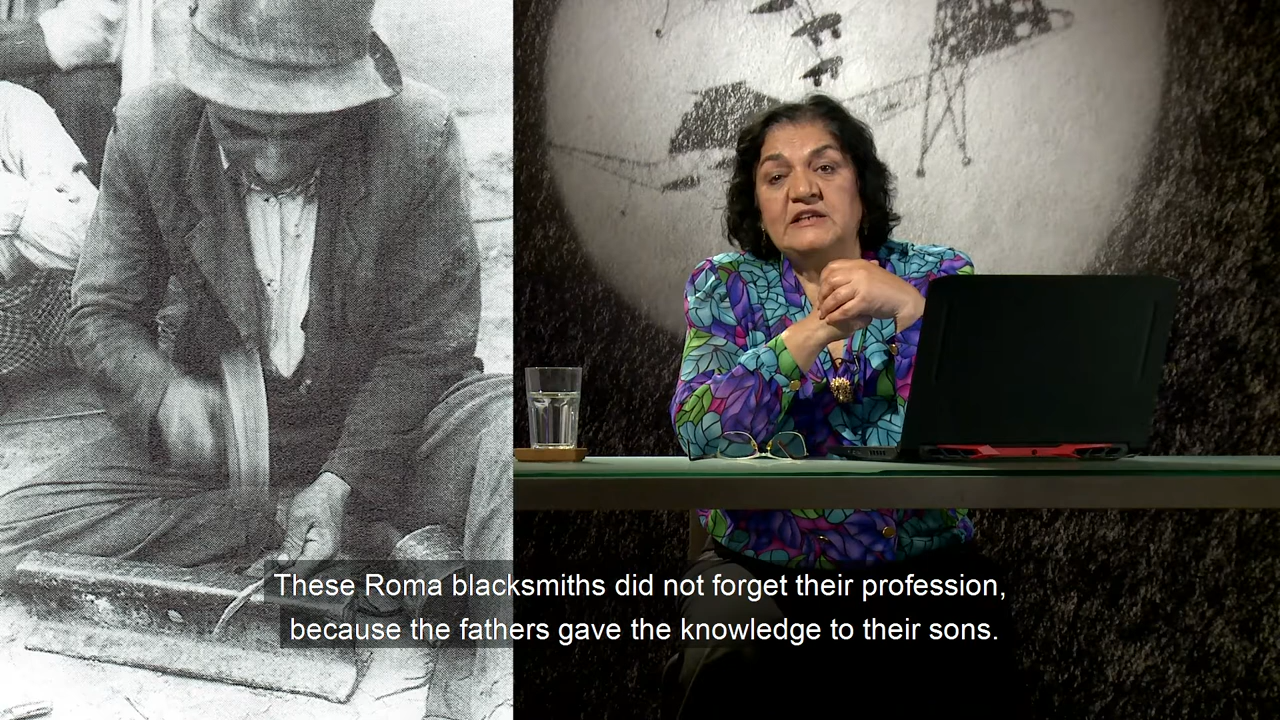 These Roma blacksmiths did not forget their profession,
because the fathers gave the knowledge to their sons.